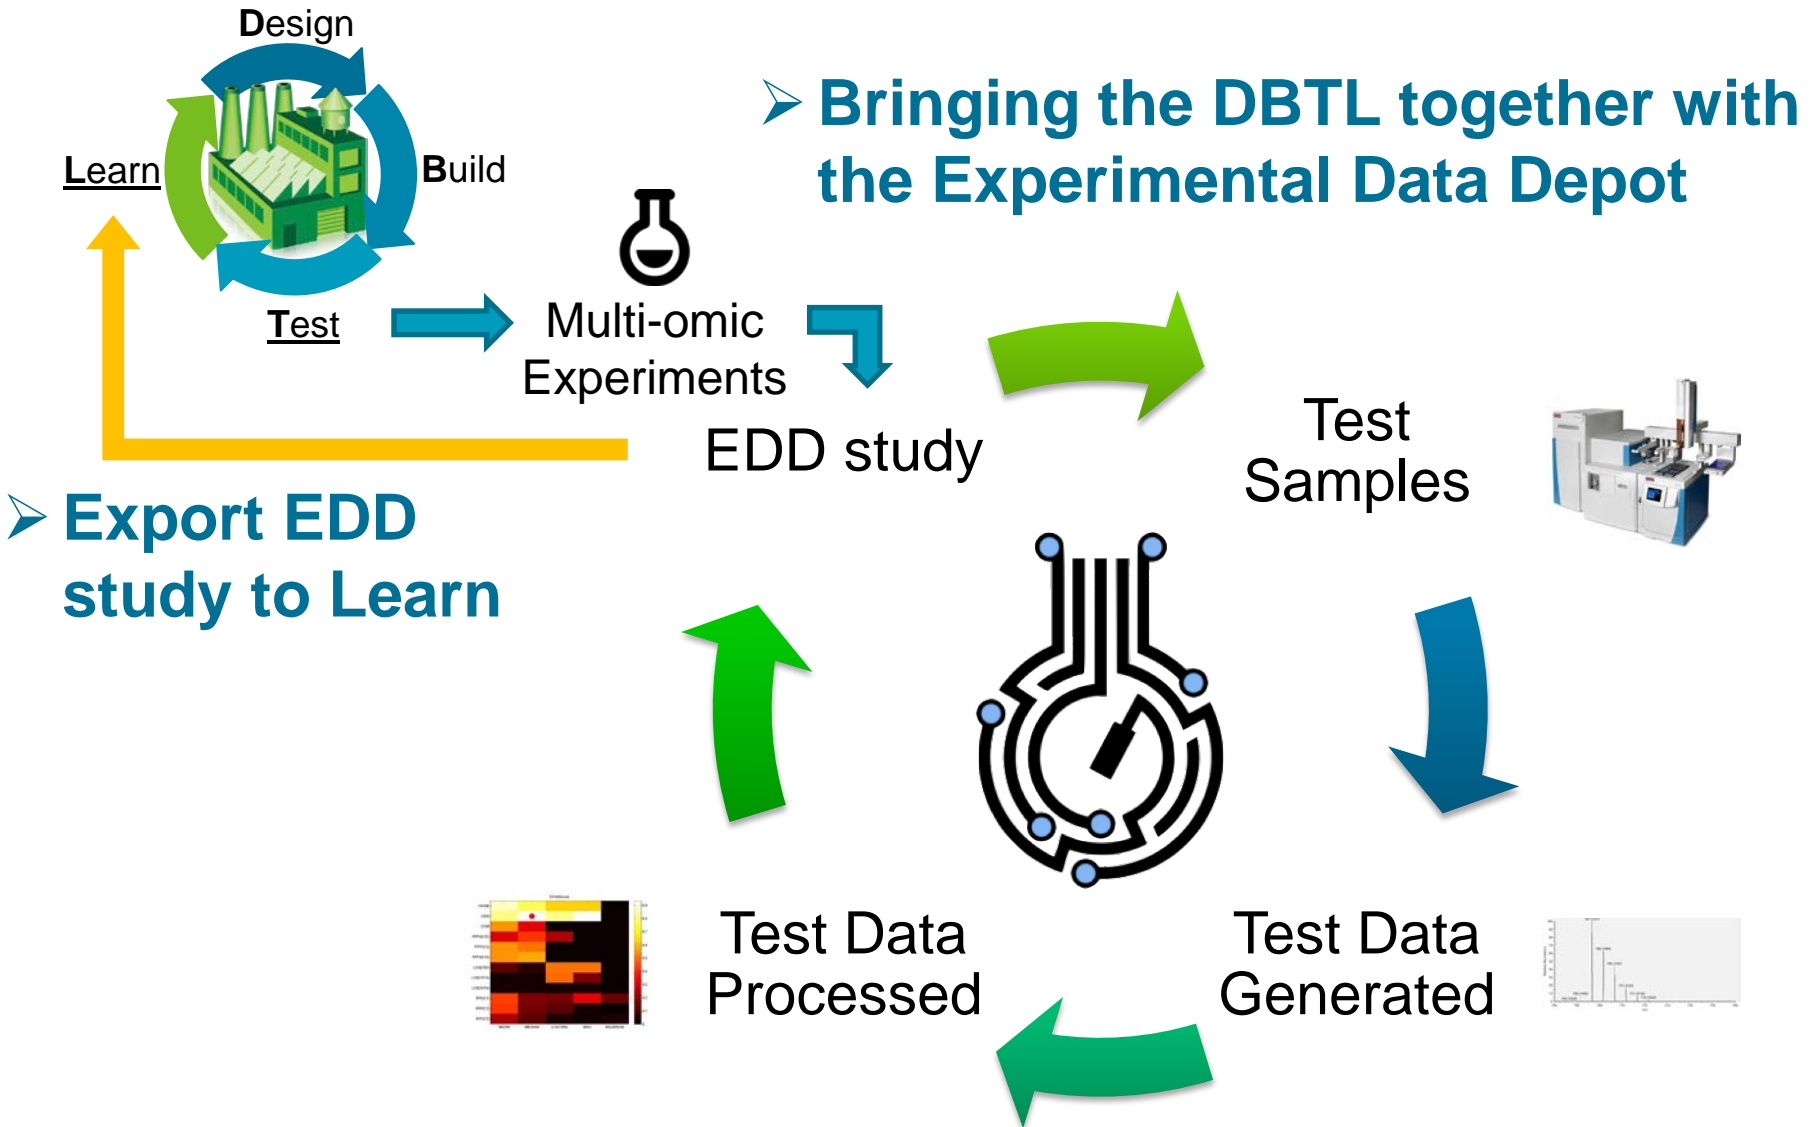 Design
➢ Bringing the DBTL together with
the Experimental Data Depot
Learn
Build
Test
Multi-omic
Experiments
EDD study
Test
Samples
➢ Export EDD
study to Learn
Test Data
Processed
Test Data
Generated